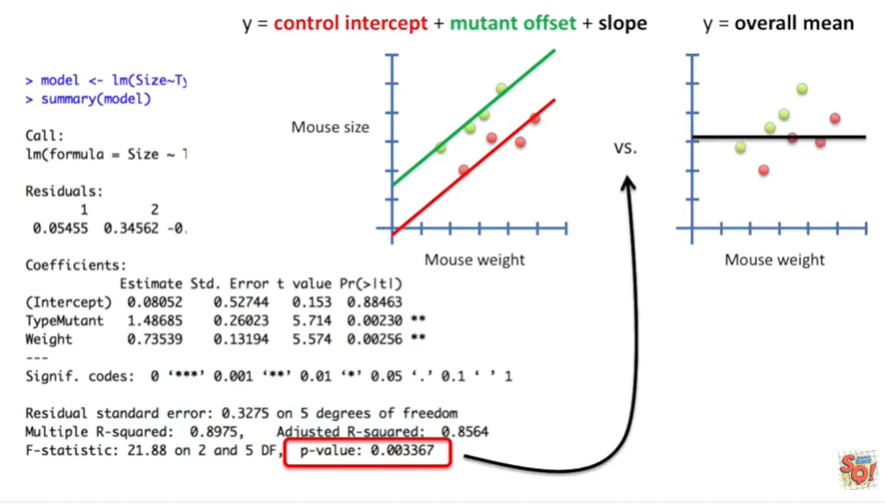 y = control intercept + mutant offset + slope
y = overall mean
> model <- lm(Size~Ty
> summary(model)
Mouse size
vs.
Call:
lm(formula = Size ~ T
Residuals:
1 2
0.05455 0.34562 -0.
Mouse weight
Mouse weight
Coefficients:
Estimate Std. Error t value Pr(>|t|)
(Intercept) 0.08052 0.52744 0.153 0.88463
TypeMutant 1.48685 0.26023 5.714 0.00230 **
Weight 0.73539 0.13194 5.574 0.00256 **
---
Signif. codes: 0 ‘***’ 0.001 ‘**’ 0.01 ‘*’ 0.05 ‘.’ 0.1 ‘ ’ 1
Residual standard error: 0.3275 on 5 degrees of freedom
Multiple R-squared: 0.8975, Adjusted R-squared: 0.8564
F-statistic: 21.88 on 2 and 5 DF, p-value: 0.003367
SQ!